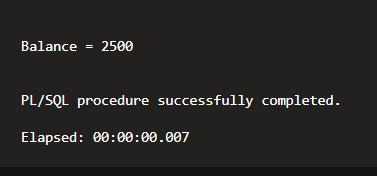 Balance = 2500
PL/SQL procedure successfully completed.
Elapsed: 00:00:00.007